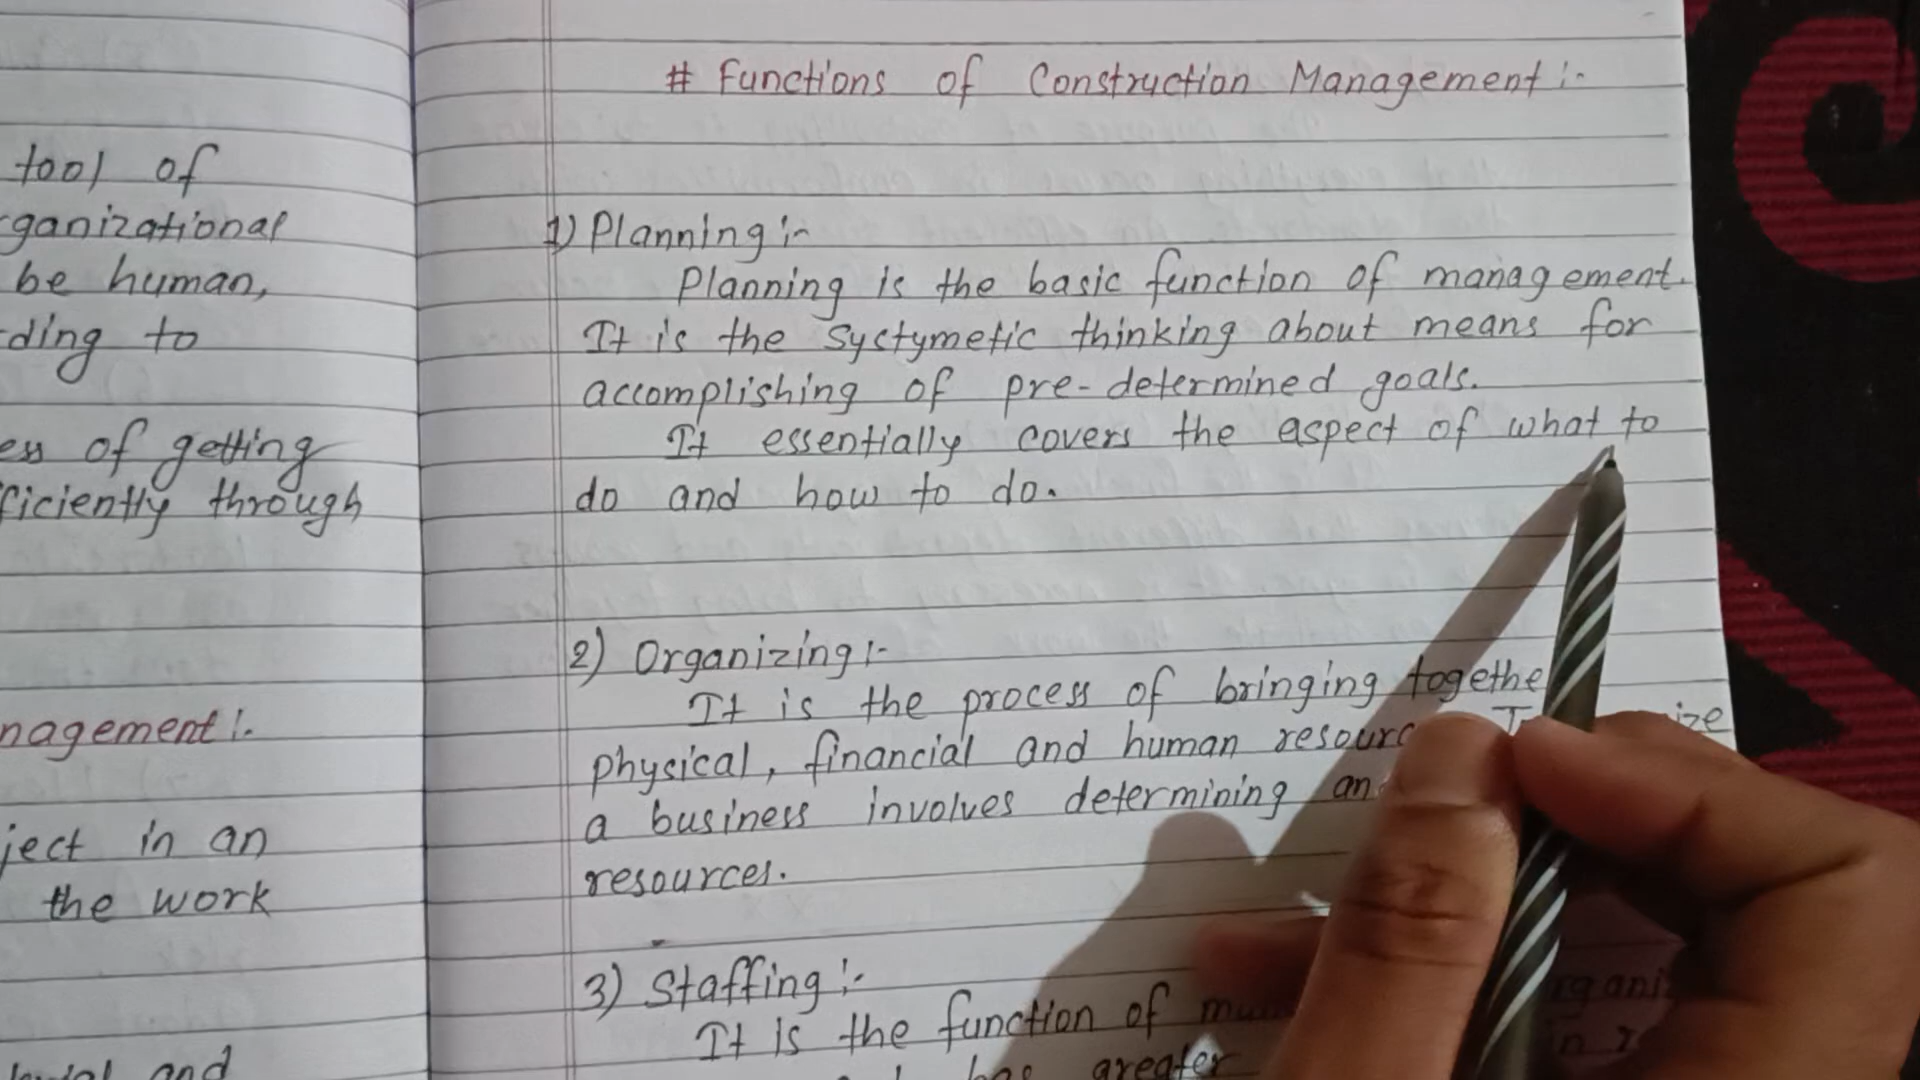 tool of
ganizational
be human,
ding to
ess of getting
ficiently through
nagement :-
ject in an
the work
and
# Functions of Construction Management :-
1) Planning :-
Planning is the basic function of management.
It is the Systymetic thinking about means for
accomplishing of pre-determined goals.
It essentially covers the aspect of what to
do and how to do.
2) Organizing :-
It is the process of bringing togethe
physical, financial and human resourc
a business involves determining an
resources.
3) Staffing :-
It is the function of
greater